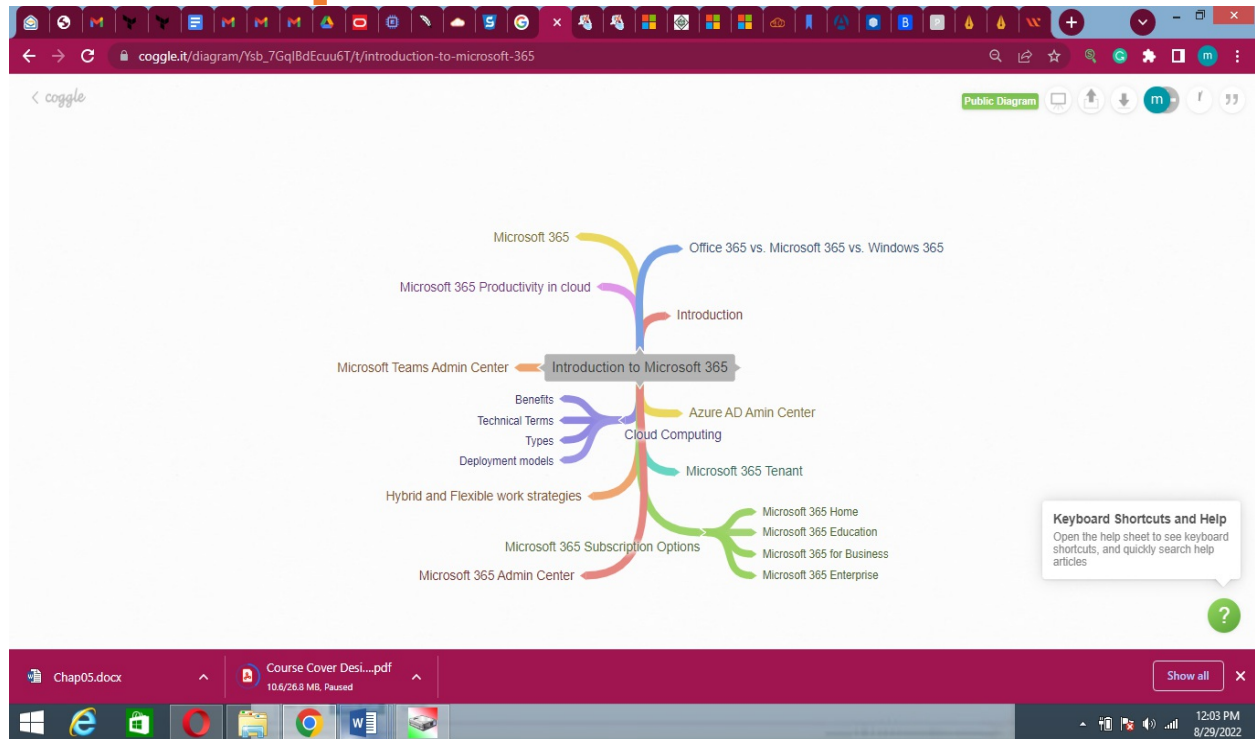 coggle.it/diagram/Ysb_7GqlBdEcuu6T/t/introduction-to-microsoft-365
coggle
Public Diagram
m
Microsoft 365
Office 365 vs. Microsoft 365 vs. Windows 365
Microsoft 365 Productivity in cloud
Introduction
Microsoft Teams Admin Center
Introduction to Microsoft 365
Benefits
Technical Terms
Types
Deployment models
Azure AD Amin Center
Cloud Computing
Microsoft 365 Tenant
Hybrid and Flexible work strategies
Microsoft 365 Home
Microsoft 365 Education
Microsoft 365 for Business
Microsoft 365 Enterprise
Microsoft 365 Subscription Options
Microsoft 365 Admin Center
Keyboard Shortcuts and Help
Open the help sheet to see keyboard
shortcuts, and quickly search help
articles
?
Chap05.docx
Course Cover Desi....pdf
10.6/26.8 MB, Paused
Show all
12:03 PM
8/29/2022